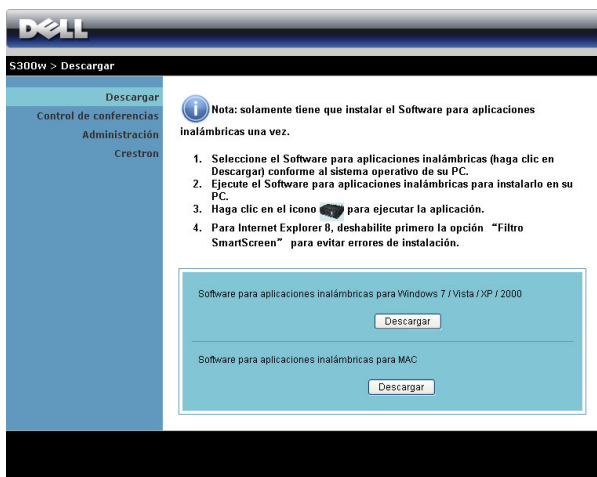 DELL
S300w > Descargar
Descargar
Control de conferencias
Administración
Crestron
Nota: solamente tiene que instalar el Software para aplicaciones
inalámbricas una vez.
1. Seleccione el Software para aplicaciones inalámbricas (haga clic en
Descargar) conforme al sistema operativo de su PC.
2. Ejecute el Software para aplicaciones inalámbricas para instalarlo en su
PC.
3. Haga clic en el icono para ejecutar la aplicación.
4. Para Internet Explorer 8, deshabilite primero la opción “Filtro
SmartScreen” para evitar errores de instalación.
Software para aplicaciones inalámbricas para Windows 7 / Vista / XP / 2000
Descargar
Software para aplicaciones inalámbricas para MAC
Descargar